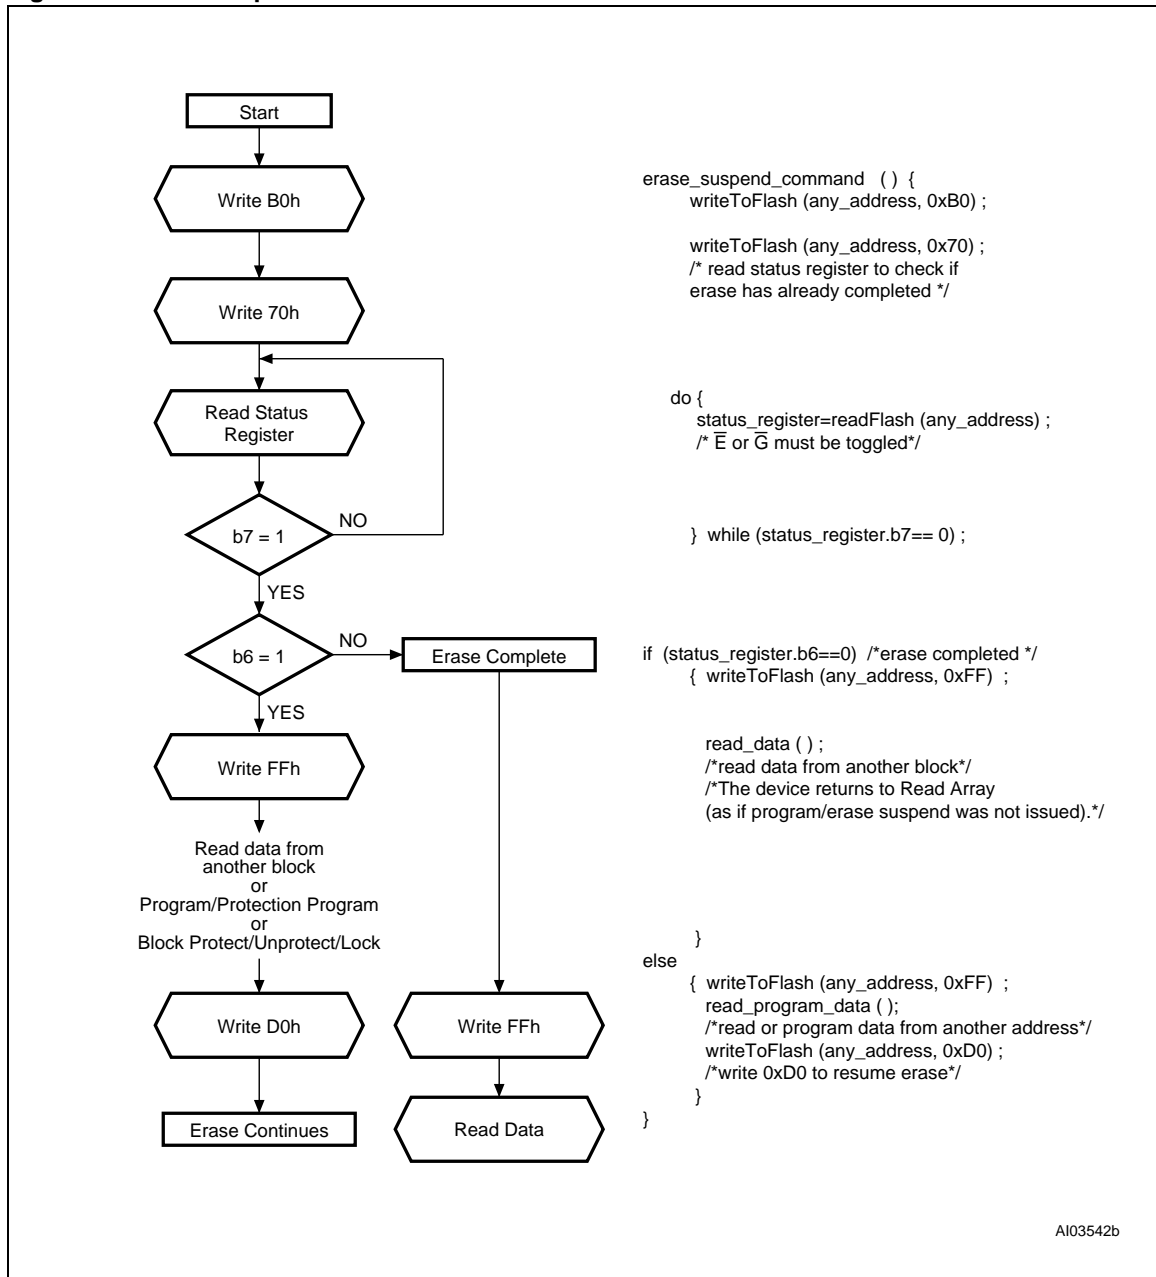 Start
Write B0h
Write 70h
Read Status
Register
b7 = 1
NO
YES
b6 = 1
NO
Erase Complete
YES
Write FFh
Read data from
another block
or
Program/Protection Program
or
Block Protect/Unprotect/Lock
Write D0h
Write FFh
Erase Continues
Read Data
erase_suspend_command ( ) {
writeToFlash (any_address, 0xB0) ;
writeToFlash (any_address, 0x70) ;
/* read status register to check if
erase has already completed */
do {
status_register=readFlash (any_address) ;
/* E̅ or G̅ must be toggled*/
} while (status_register.b7== 0) ;
if (status_register.b6==0) /*erase completed */
{ writeToFlash (any_address, 0xFF) ;
read_data ( ) ;
/*read data from another block*/
/*The device returns to Read Array
(as if program/erase suspend was not issued).*/
}
else
{ writeToFlash (any_address, 0xFF) ;
read_program_data ( );
/*read or program data from another address*/
writeToFlash (any_address, 0xD0) ;
/*write 0xD0 to resume erase*/
}
}
AI03542b